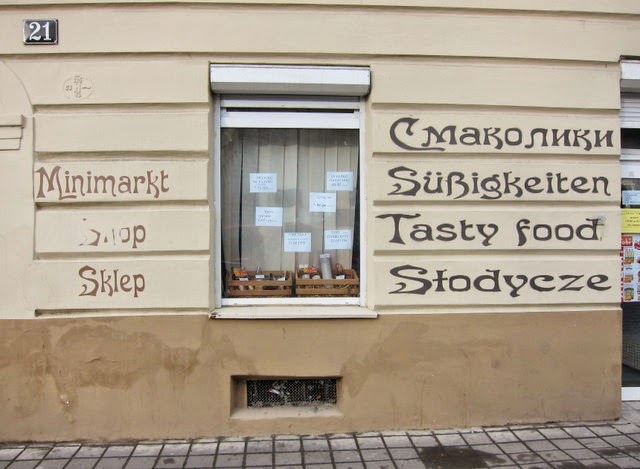 21
Minimarkt
Shop
Sklep
Смаколики
Süßigkeiten
Tasty food
Słodycze